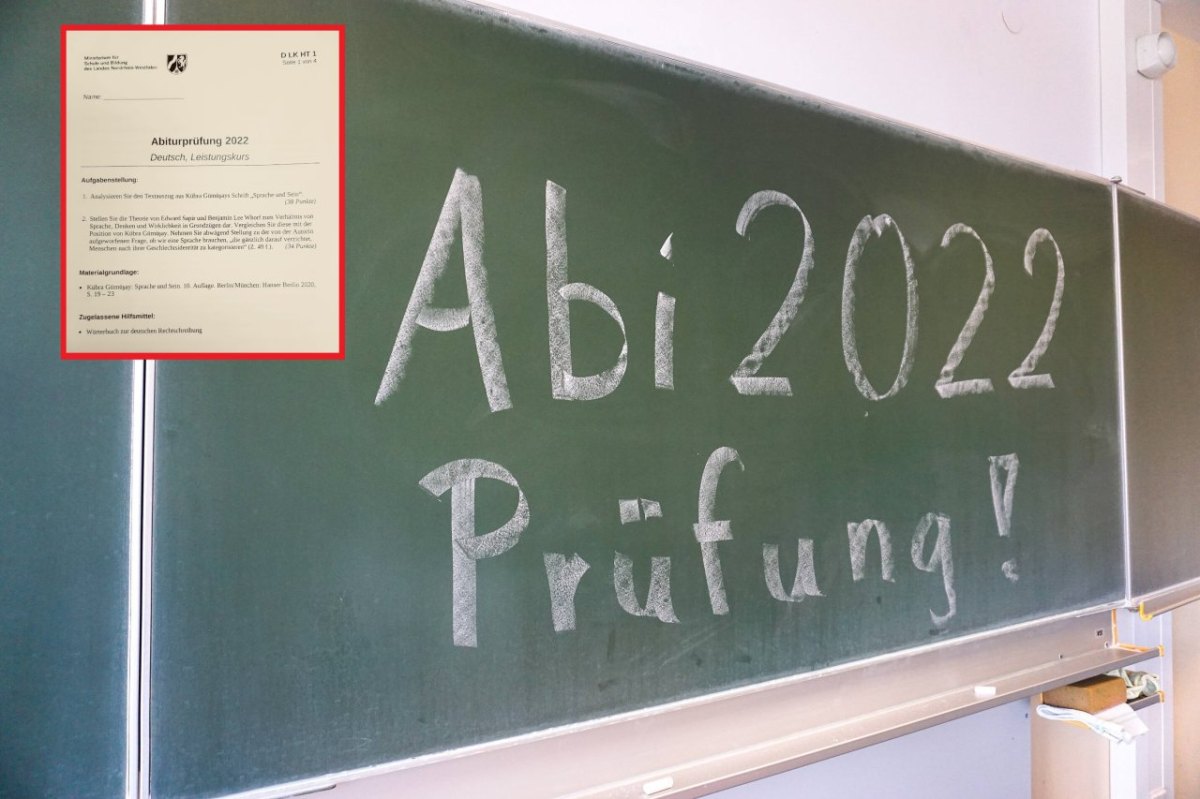 Ministerium für
Schule und Bildung
des Landes Nordrhein-Westfalen
D LK HT 1
Seite 1 von 4
Name:
Abiturprüfung 2022
Deutsch, Leistungskurs
Aufgabenstellung:
1. Analysieren Sie den Textauszug aus Kübra Gümüşays Schrift „Sprache und Sein“.
(38 Punkte)
2. Stellen Sie die Theorie von Edward Sapir und Benjamin Lee Whorf zum Verhältnis von
Sprache, Denken und Wirklichkeit in Grundzügen dar. Vergleichen Sie diese mit der
Position von Kübra Gümüşay. Nehmen Sie abwägend Stellung zu der von der Autorin
aufgeworfenen Frage, ob wir eine Sprache brauchen, „die gänzlich darauf verzichtet,
Menschen nach ihrer Geschlechtsidentität zu kategorisieren“ (Z. 48 f.). (34 Punkte)
Materialgrundlage:
• Kübra Gümüşay: Sprache und Sein. 10. Auflage. Berlin/München: Hanser Berlin 2020,
S. 19 – 23
Zugelassene Hilfsmittel:
• Wörterbuch zur deutschen Rechtschreibung
Abi 2022
Prüfung!